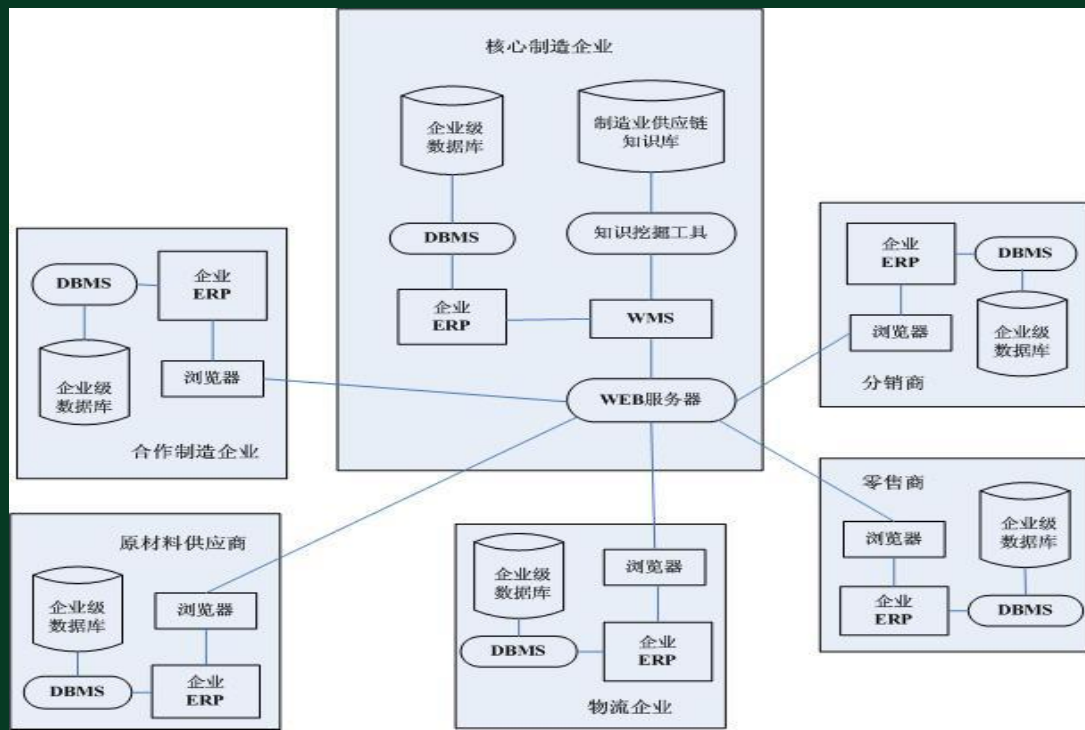 核心制造企业
企业级
数据库
制造业供应链
知识库
DBMS
知识挖掘工具
企业
ERP
WMS
WEB服务器
DBMS
企业
ERP
企业级
数据库
浏览器
合作制造企业
企业
ERP
DBMS
浏览器
企业级
数据库
分销商
原材料供应商
企业级
数据库
浏览器
DBMS
企业
ERP
企业级
数据库
浏览器
DBMS
企业
ERP
物流企业
零售商
企业级
数据库
浏览器
企业
ERP
DBMS